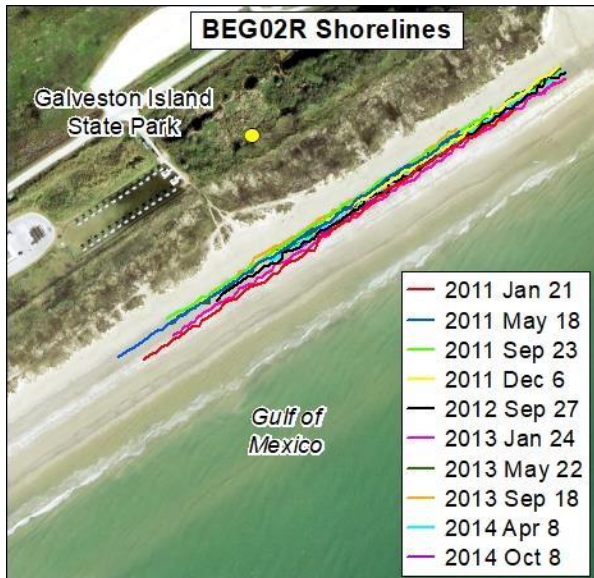 BEG02R Shorelines
Galveston Island
State Park
Gulf of
Mexico
2011 Jan 21
2011 May 18
2011 Sep 23
2011 Dec 6
2012 Sep 27
2013 Jan 24
2013 May 22
2013 Sep 18
2014 Apr 8
2014 Oct 8